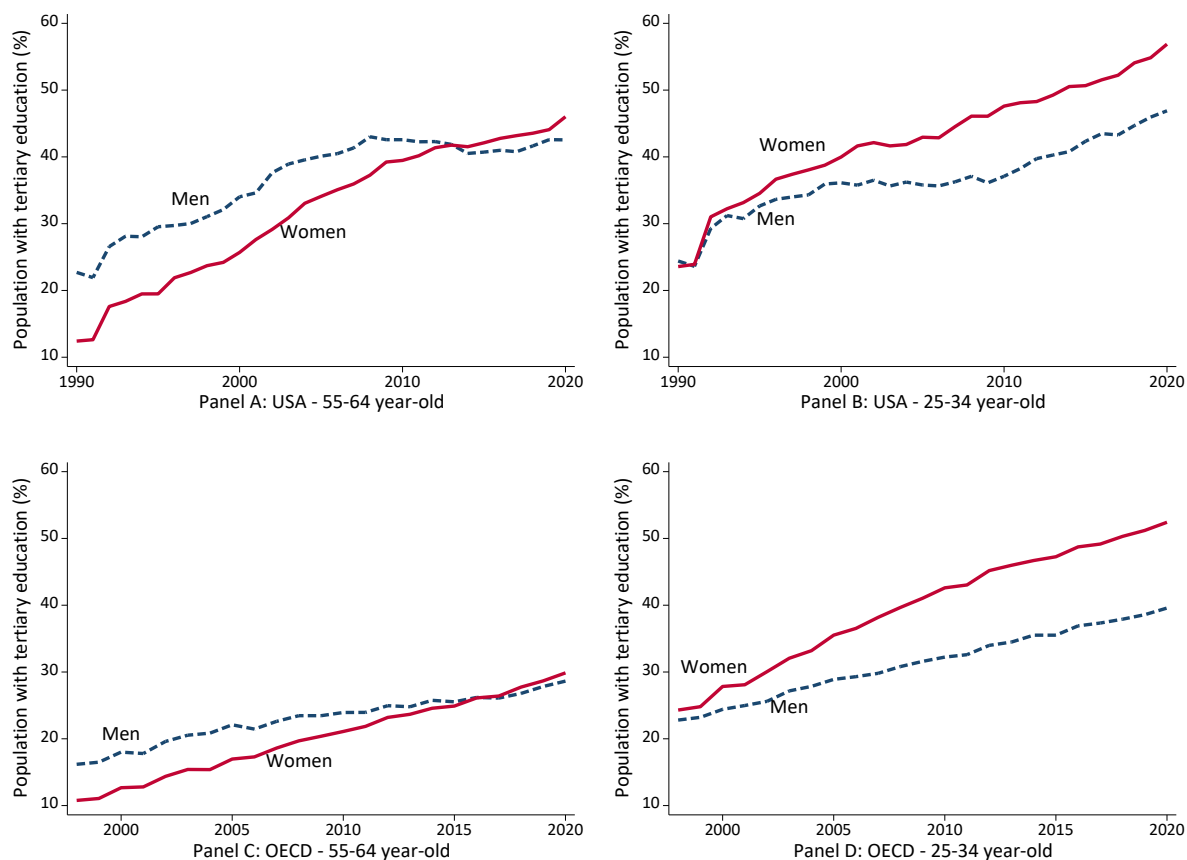 Population with tertiary education (%)
60
50
40
30
20
10
Men
Women
1990
2000
2010
2020
Panel A: USA - 55-64 year-old
Population with tertiary education (%)
60
50
40
30
20
10
Women
Men
1990
2000
2010
2020
Panel B: USA - 25-34 year-old
Population with tertiary education (%)
60
50
40
30
20
10
Men
Women
2000
2005
2010
2015
2020
Panel C: OECD - 55-64 year-old
Population with tertiary education (%)
60
50
40
30
20
10
Women
Men
2000
2005
2010
2015
2020
Panel D: OECD - 25-34 year-old